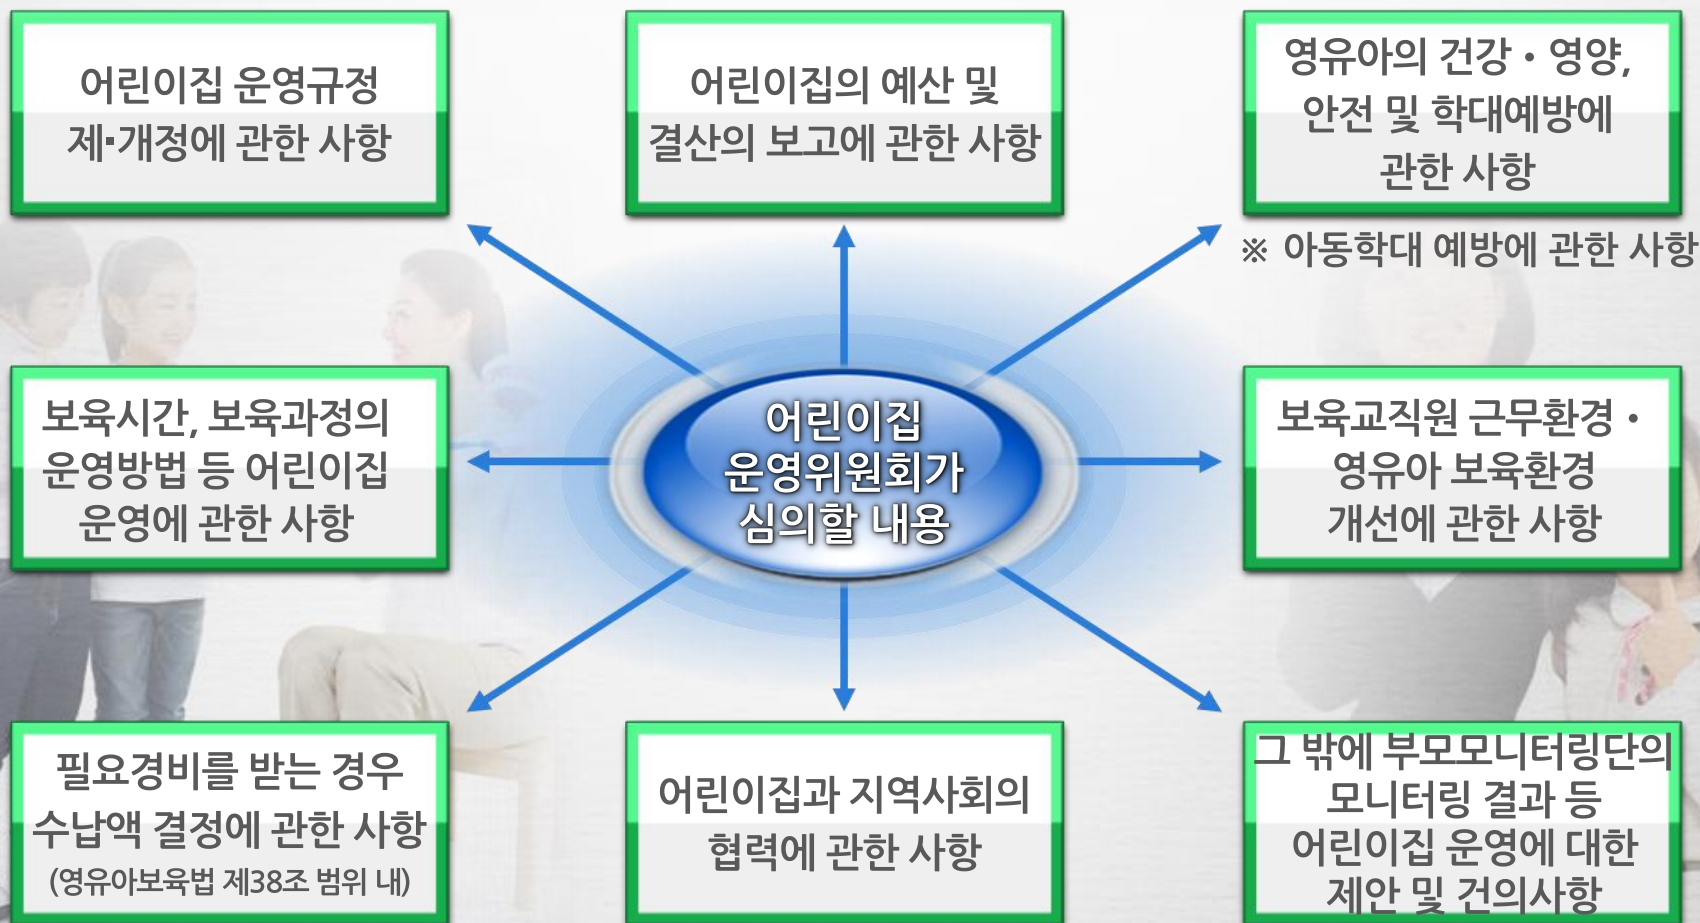 어린이집 운영규정
제·개정에 관한 사항
어린이집의 예산 및
결산의 보고에 관한 사항
영유아의 건강・영양,
안전 및 학대예방에
관한 사항
※ 아동학대 예방에 관한 사항
보육시간, 보육과정의
운영방법 등 어린이집
운영에 관한 사항
어린이집
운영위원회가
심의할 내용
보육교직원 근무환경・
영유아 보육환경
개선에 관한 사항
필요경비를 받는 경우
수납액 결정에 관한 사항
(영유아보육법 제38조 범위 내)
어린이집과 지역사회의
협력에 관한 사항
그 밖에 부모모니터링단의
모니터링 결과 등
어린이집 운영에 대한
제안 및 건의사항